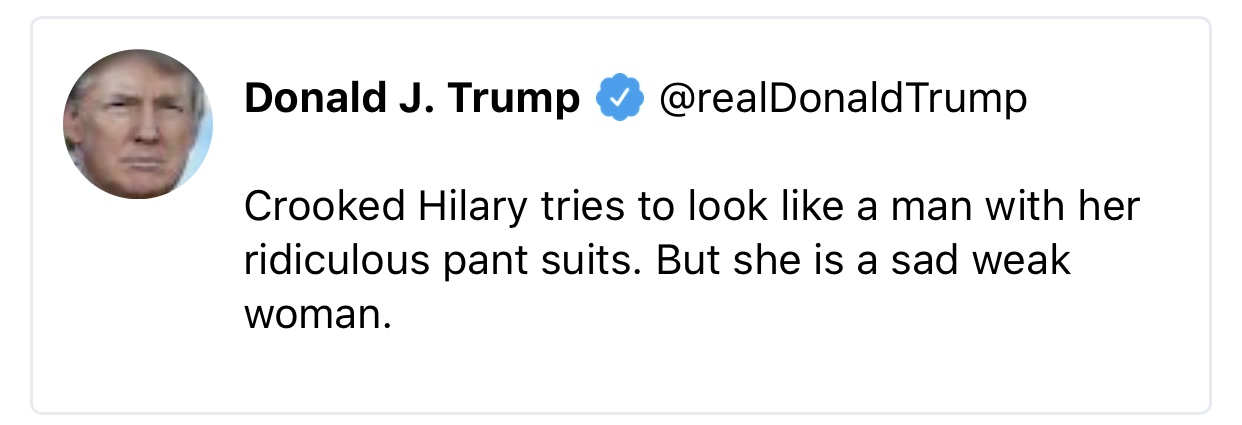 Donald J. Trump @realDonaldTrump
Crooked Hilary tries to look like a man with her
ridiculous pant suits. But she is a sad weak
woman.